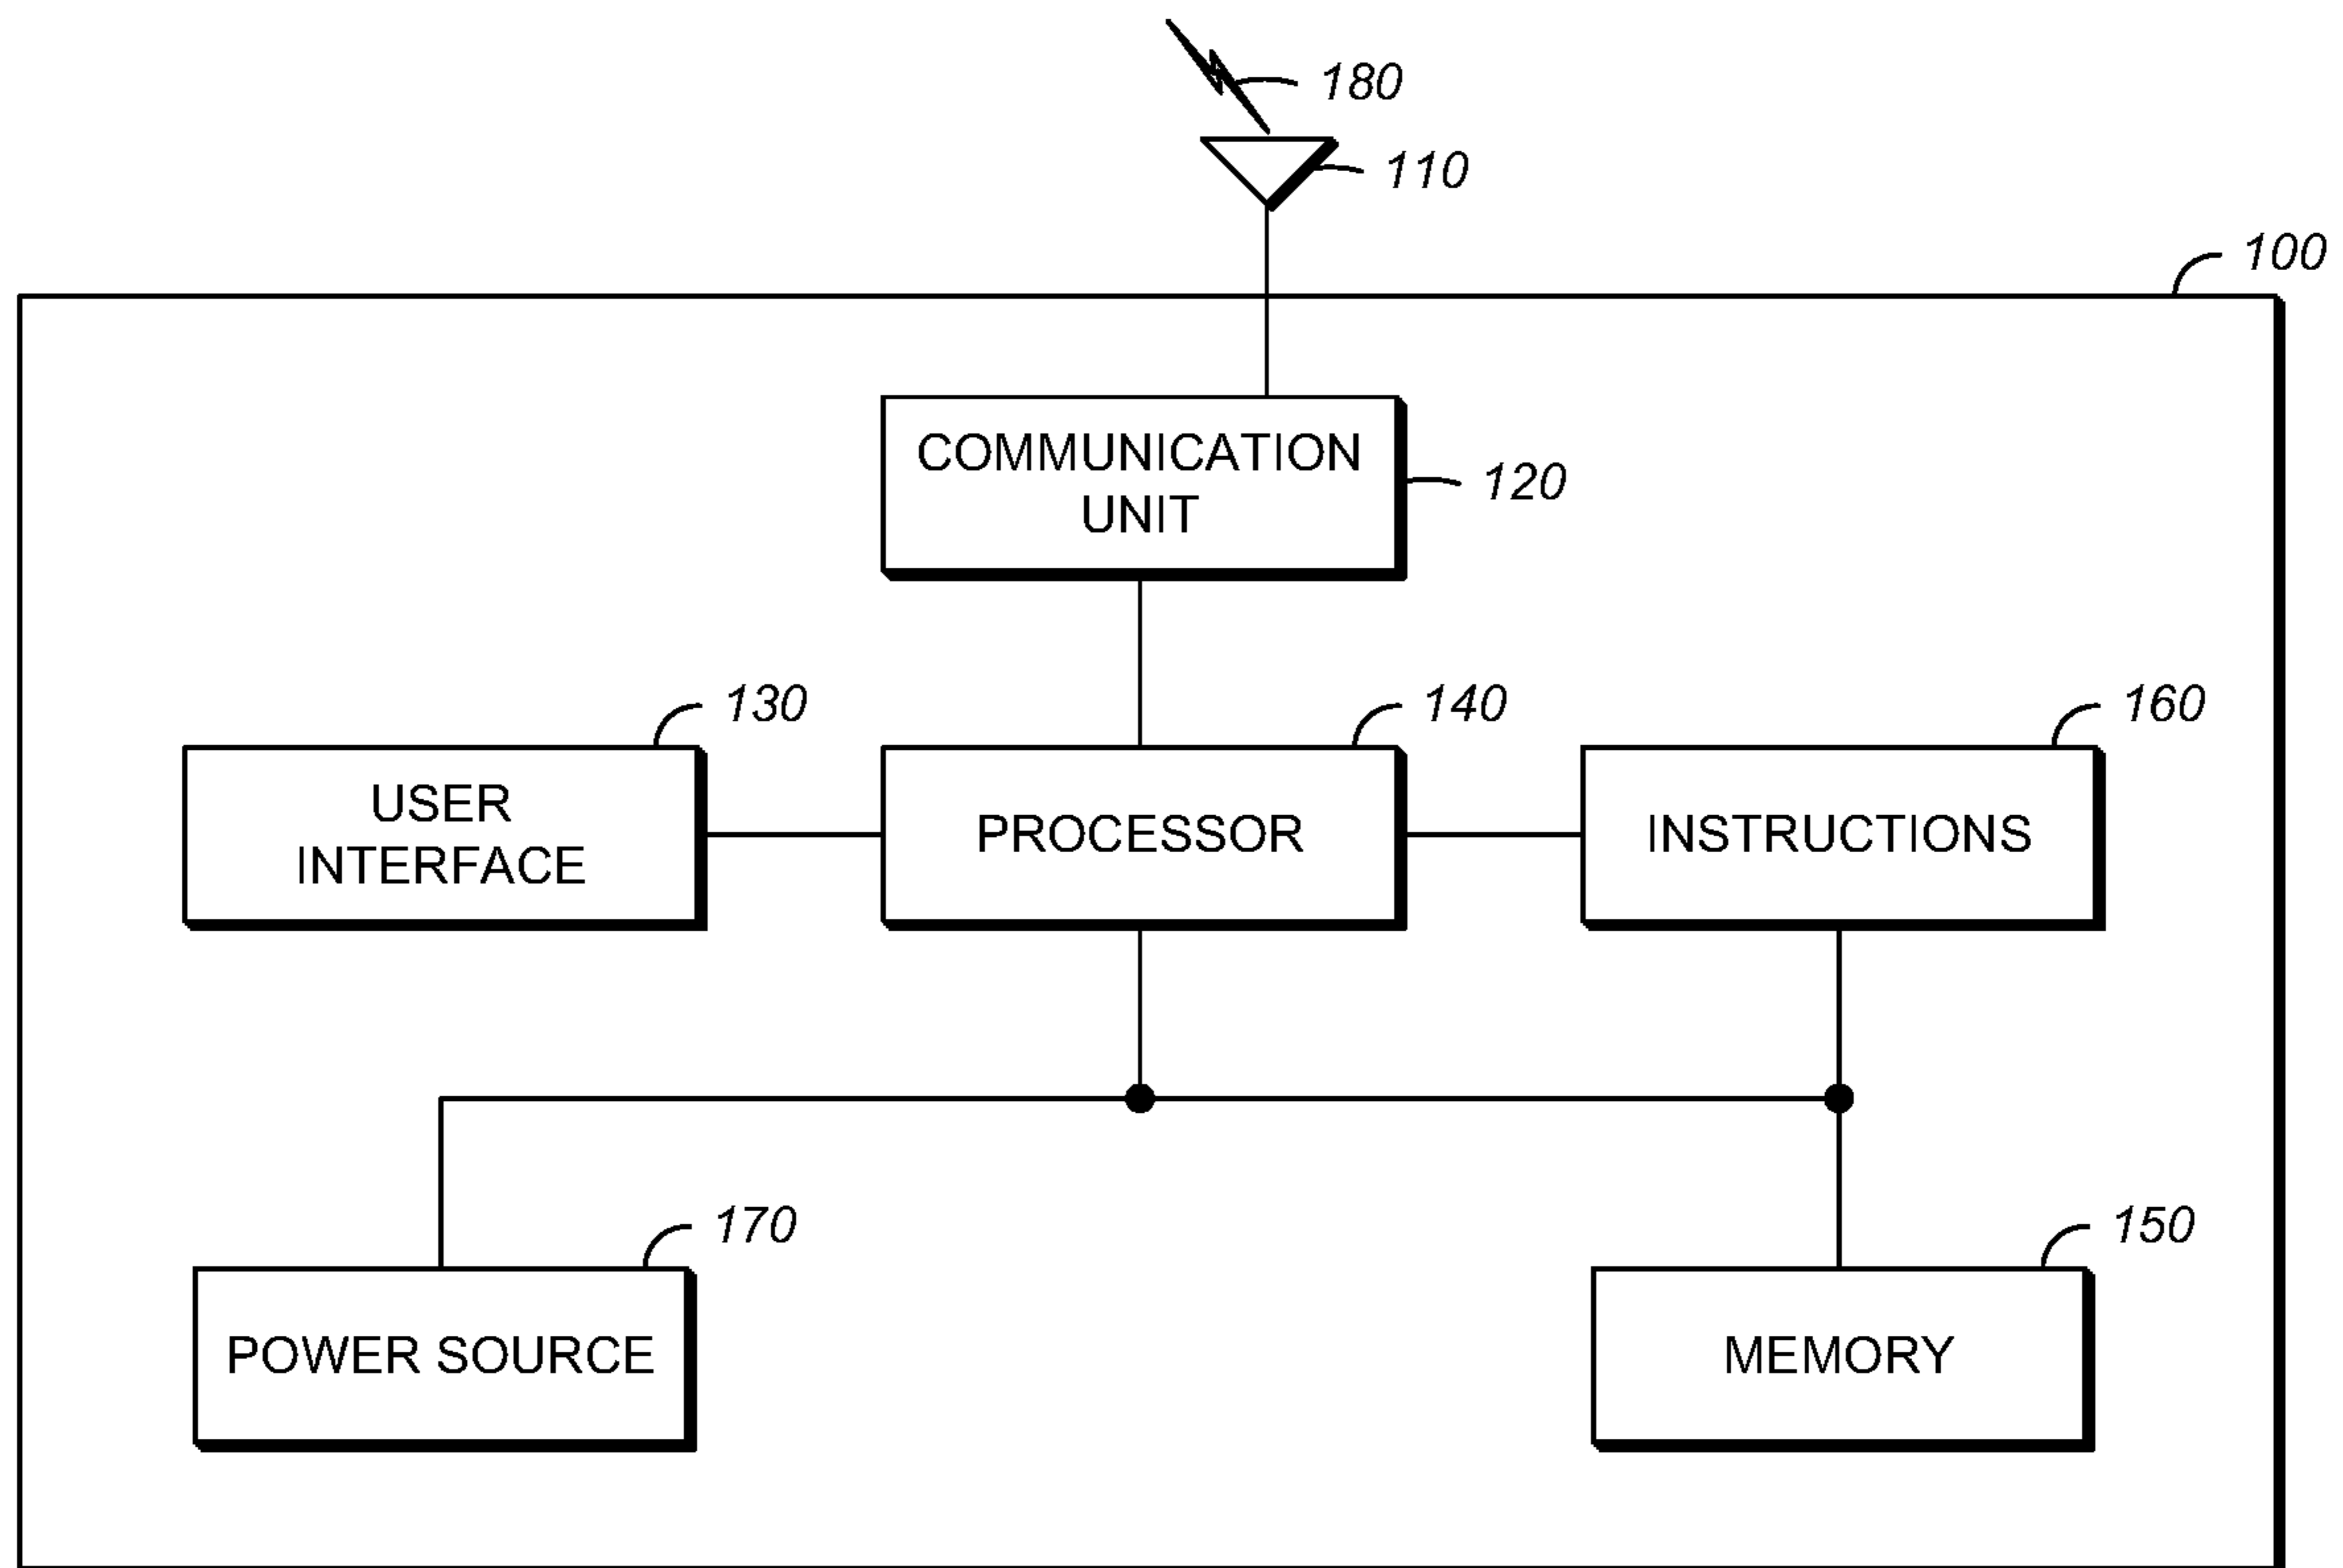 180
110
100
COMMUNICATION
UNIT
120
130
140
160
USER
INTERFACE
PROCESSOR
INSTRUCTIONS
170
150
POWER SOURCE
MEMORY